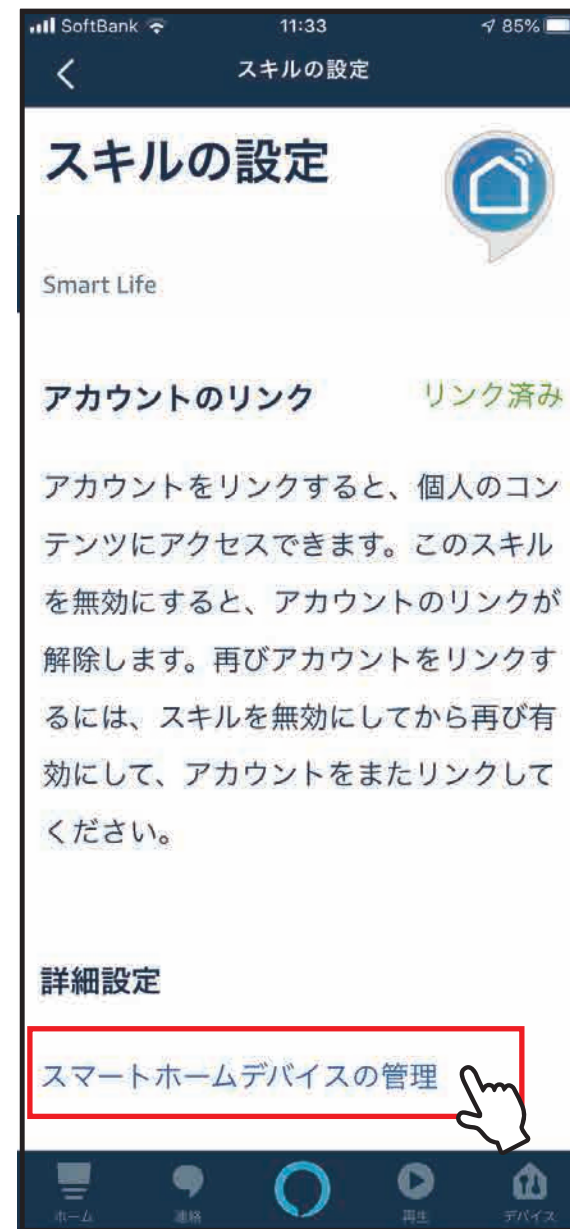 SoftBank 11:33 85%
スキルの設定
スキルの設定
Smart Life
アカウントのリンク リンク済み
アカウントをリンクすると、個人のコン
テンツにアクセスできます。このスキル
を無効にすると、アカウントのリンクが
解除します。再びアカウントをリンクす
るには、スキルを無効にしてから再び有
効にして、アカウントをまたリンクして
ください。
詳細設定
スマートホームデバイスの管理
ホーム 連絡 再生 デバイス